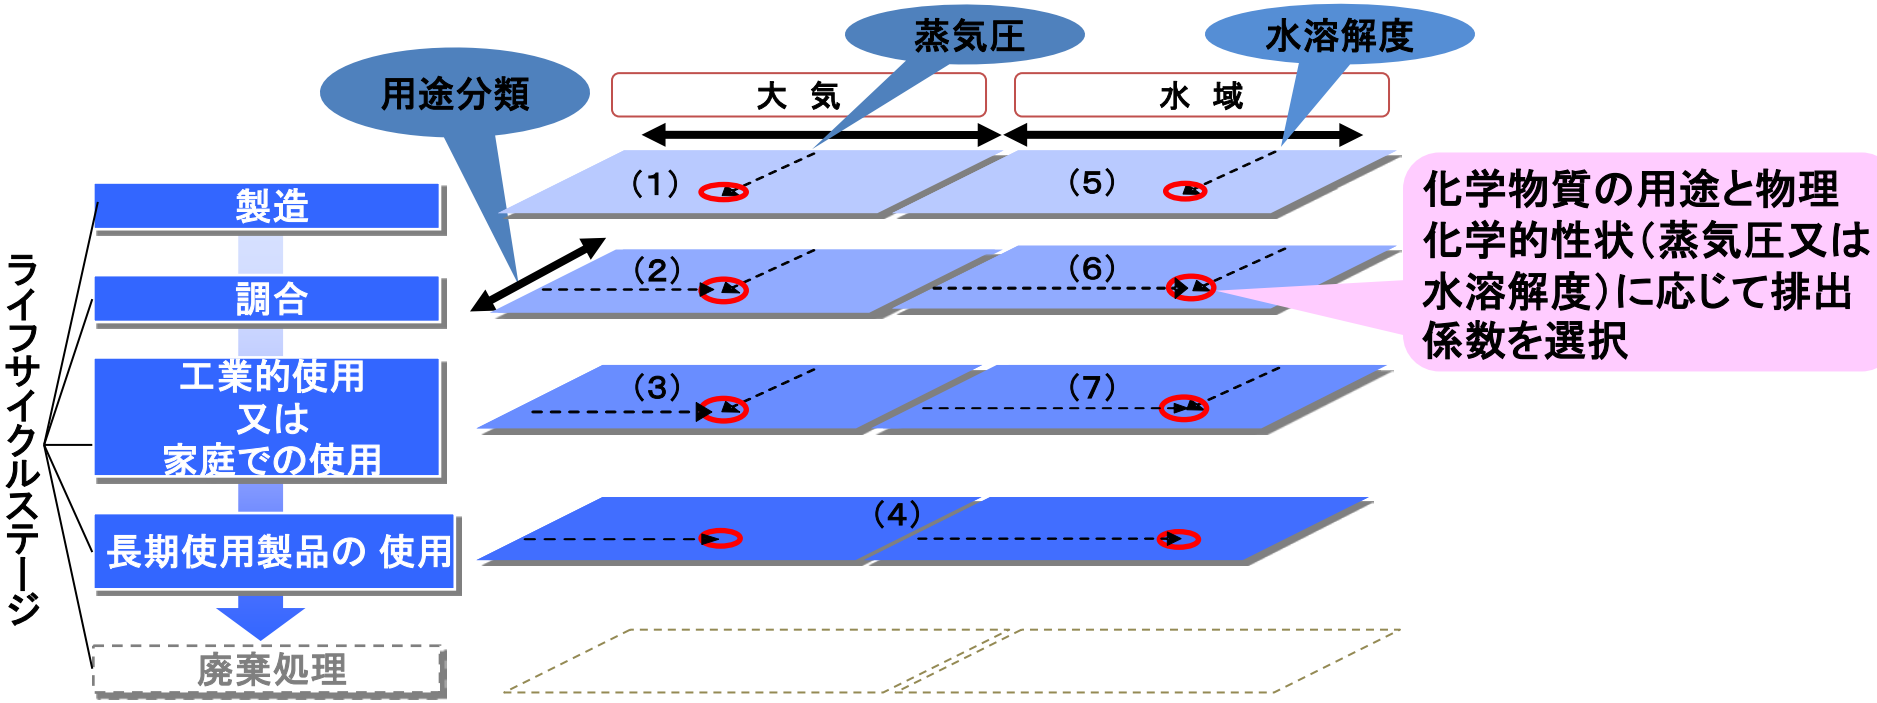 蒸気圧
水溶解度
用途分類
大 気
水 域
製造
調合
工業的使用
又は
家庭での使用
長期使用製品の 使用
廃棄処理
ライフサイクルステージ
（1）
（5）
（2）
（6）
（3）
（7）
（4）
化学物質の用途と物理
化学的性状（蒸気圧又は
水溶解度）に応じて排出
係数を選択